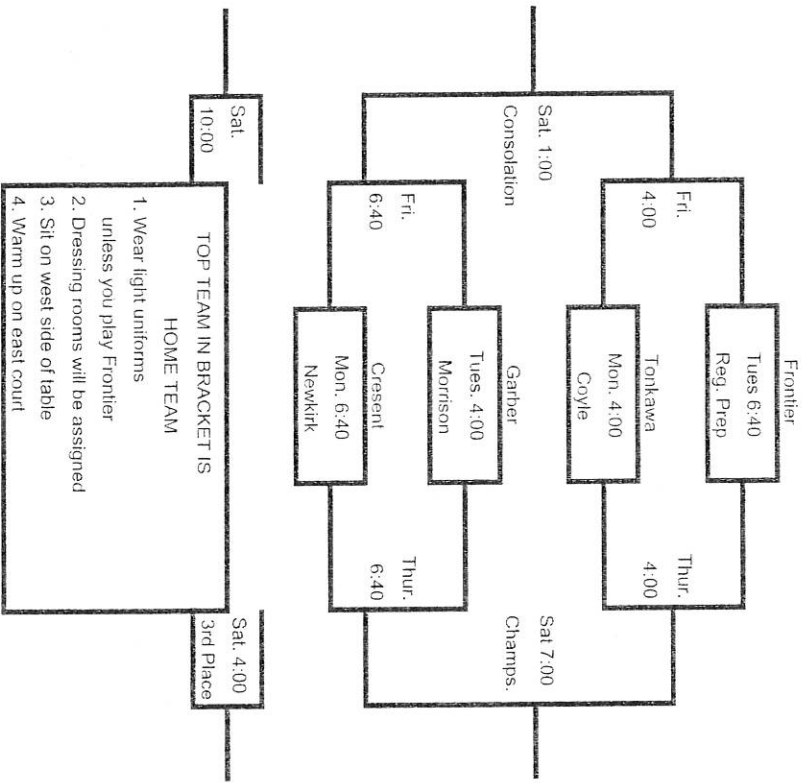 Frontier
Tues 6:40
Reg. Prep
Fri.
4:00
Thur.
4:00
Tonkawa
Mon. 4:00
Coyle
Sat. 1:00
Consolation
Sat 7:00
Champs.
Garber
Tues. 4:00
Morrison
Fri.
6:40
Thur.
6:40
Cresent
Mon. 6:40
Newkirk
Sat.
10:00
Sat. 4:00
3rd Place
TOP TEAM IN BRACKET IS
HOME TEAM
1. Wear light uniforms
unless you play Frontier
2. Dressing rooms will be assigned
3. Sit on west side of table
4. Warm up on east court